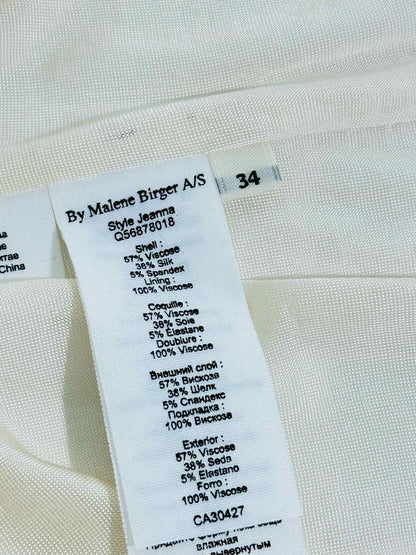 By Malene Birger A/S
34
Style Jeanna
Q56878018
Shell :
57% Viscose
38% Silk
5% Spandex
Lining :
100% Viscose
Coquille :
57% Viscose
38% Soie
5% Elastane
Doublure :
100% Viscose
Внешний слой :
57% Вискоза
38% Шелк
5% Спандекс
Подкладка :
100% Вискоза
Exterior :
57% Viscose
38% Seda
5% Elastano
Forro :
100% Viscose
CA30427
влажная
вывернутым
China